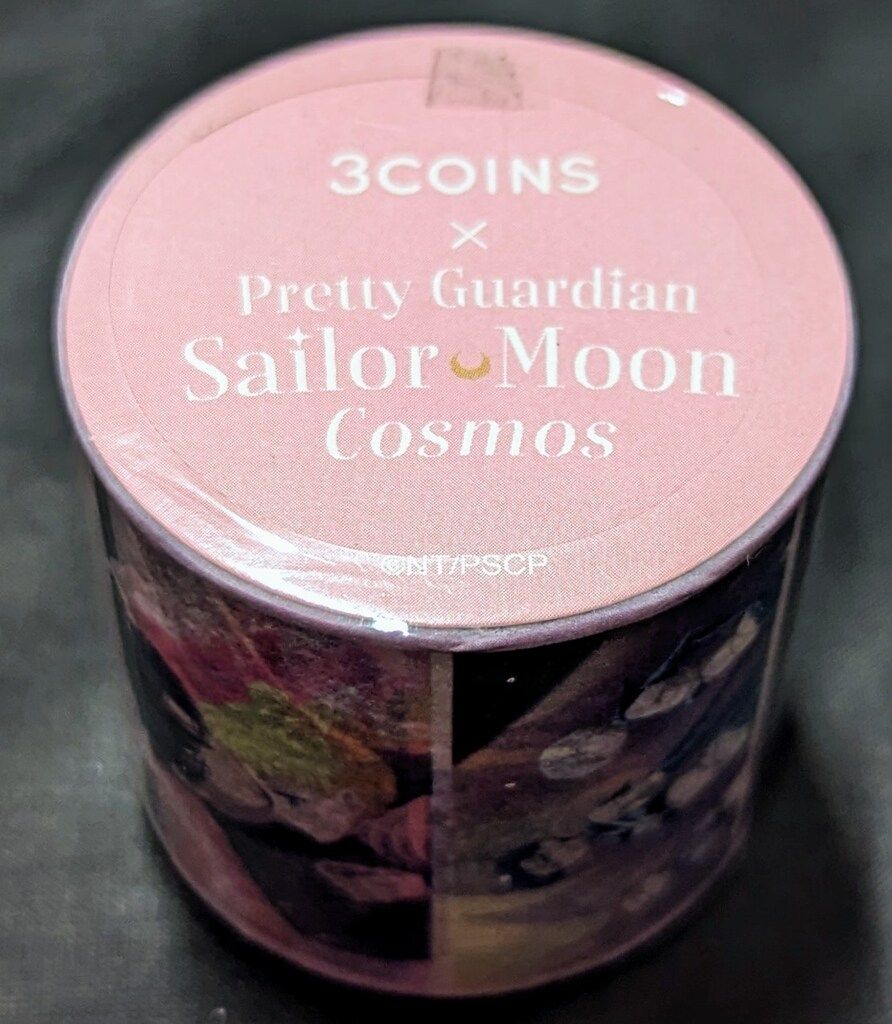 3COINS
×
Pretty Guardian
Sailor Moon
Cosmos
©NT/PSCP